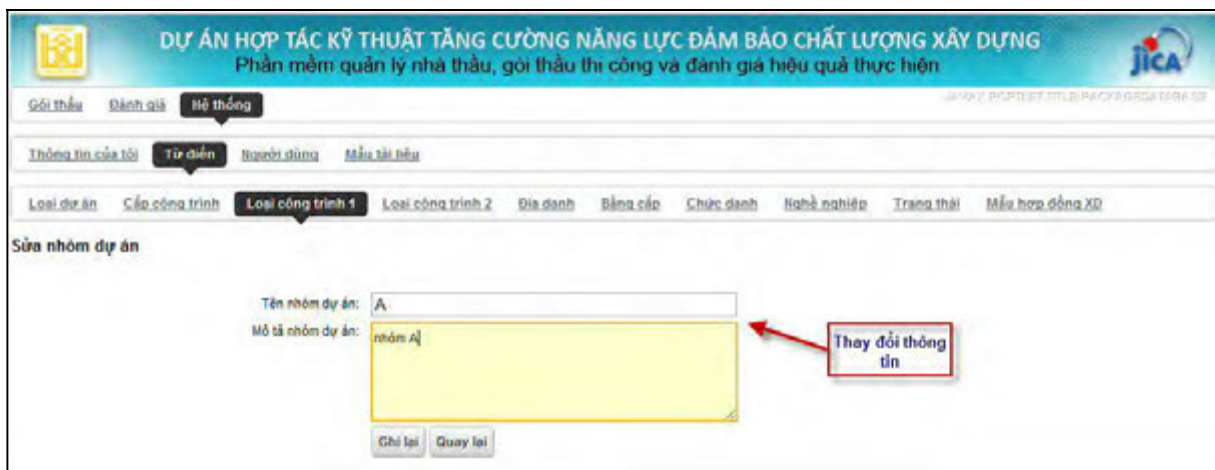 DỰ ÁN HỢP TÁC KỸ THUẬT TĂNG CƯỜNG NĂNG LỰC ĐẢM BẢO CHẤT LƯỢNG XÂY DỰNG
Phần mềm quản lý nhà thầu, gói thầu thi công và đánh giá hiệu quả thực hiện
jICA
Gói thầu Đánh giá Hệ thống
Thông tin của tôi Từ điển Người dùng Mẫu tài liệu
Loại dự án Cấp công trình Loại công trình 1 Loại công trình 2 Địa danh Bằng cấp Chức danh Nghề nghiệp Trạng thái Mẫu hợp đồng XD
Sửa nhóm dự án
Tên nhóm dự án: A
Mô tả nhóm dự án: nhóm A
Thay đổi thông
tin
Ghi lại Quay lại